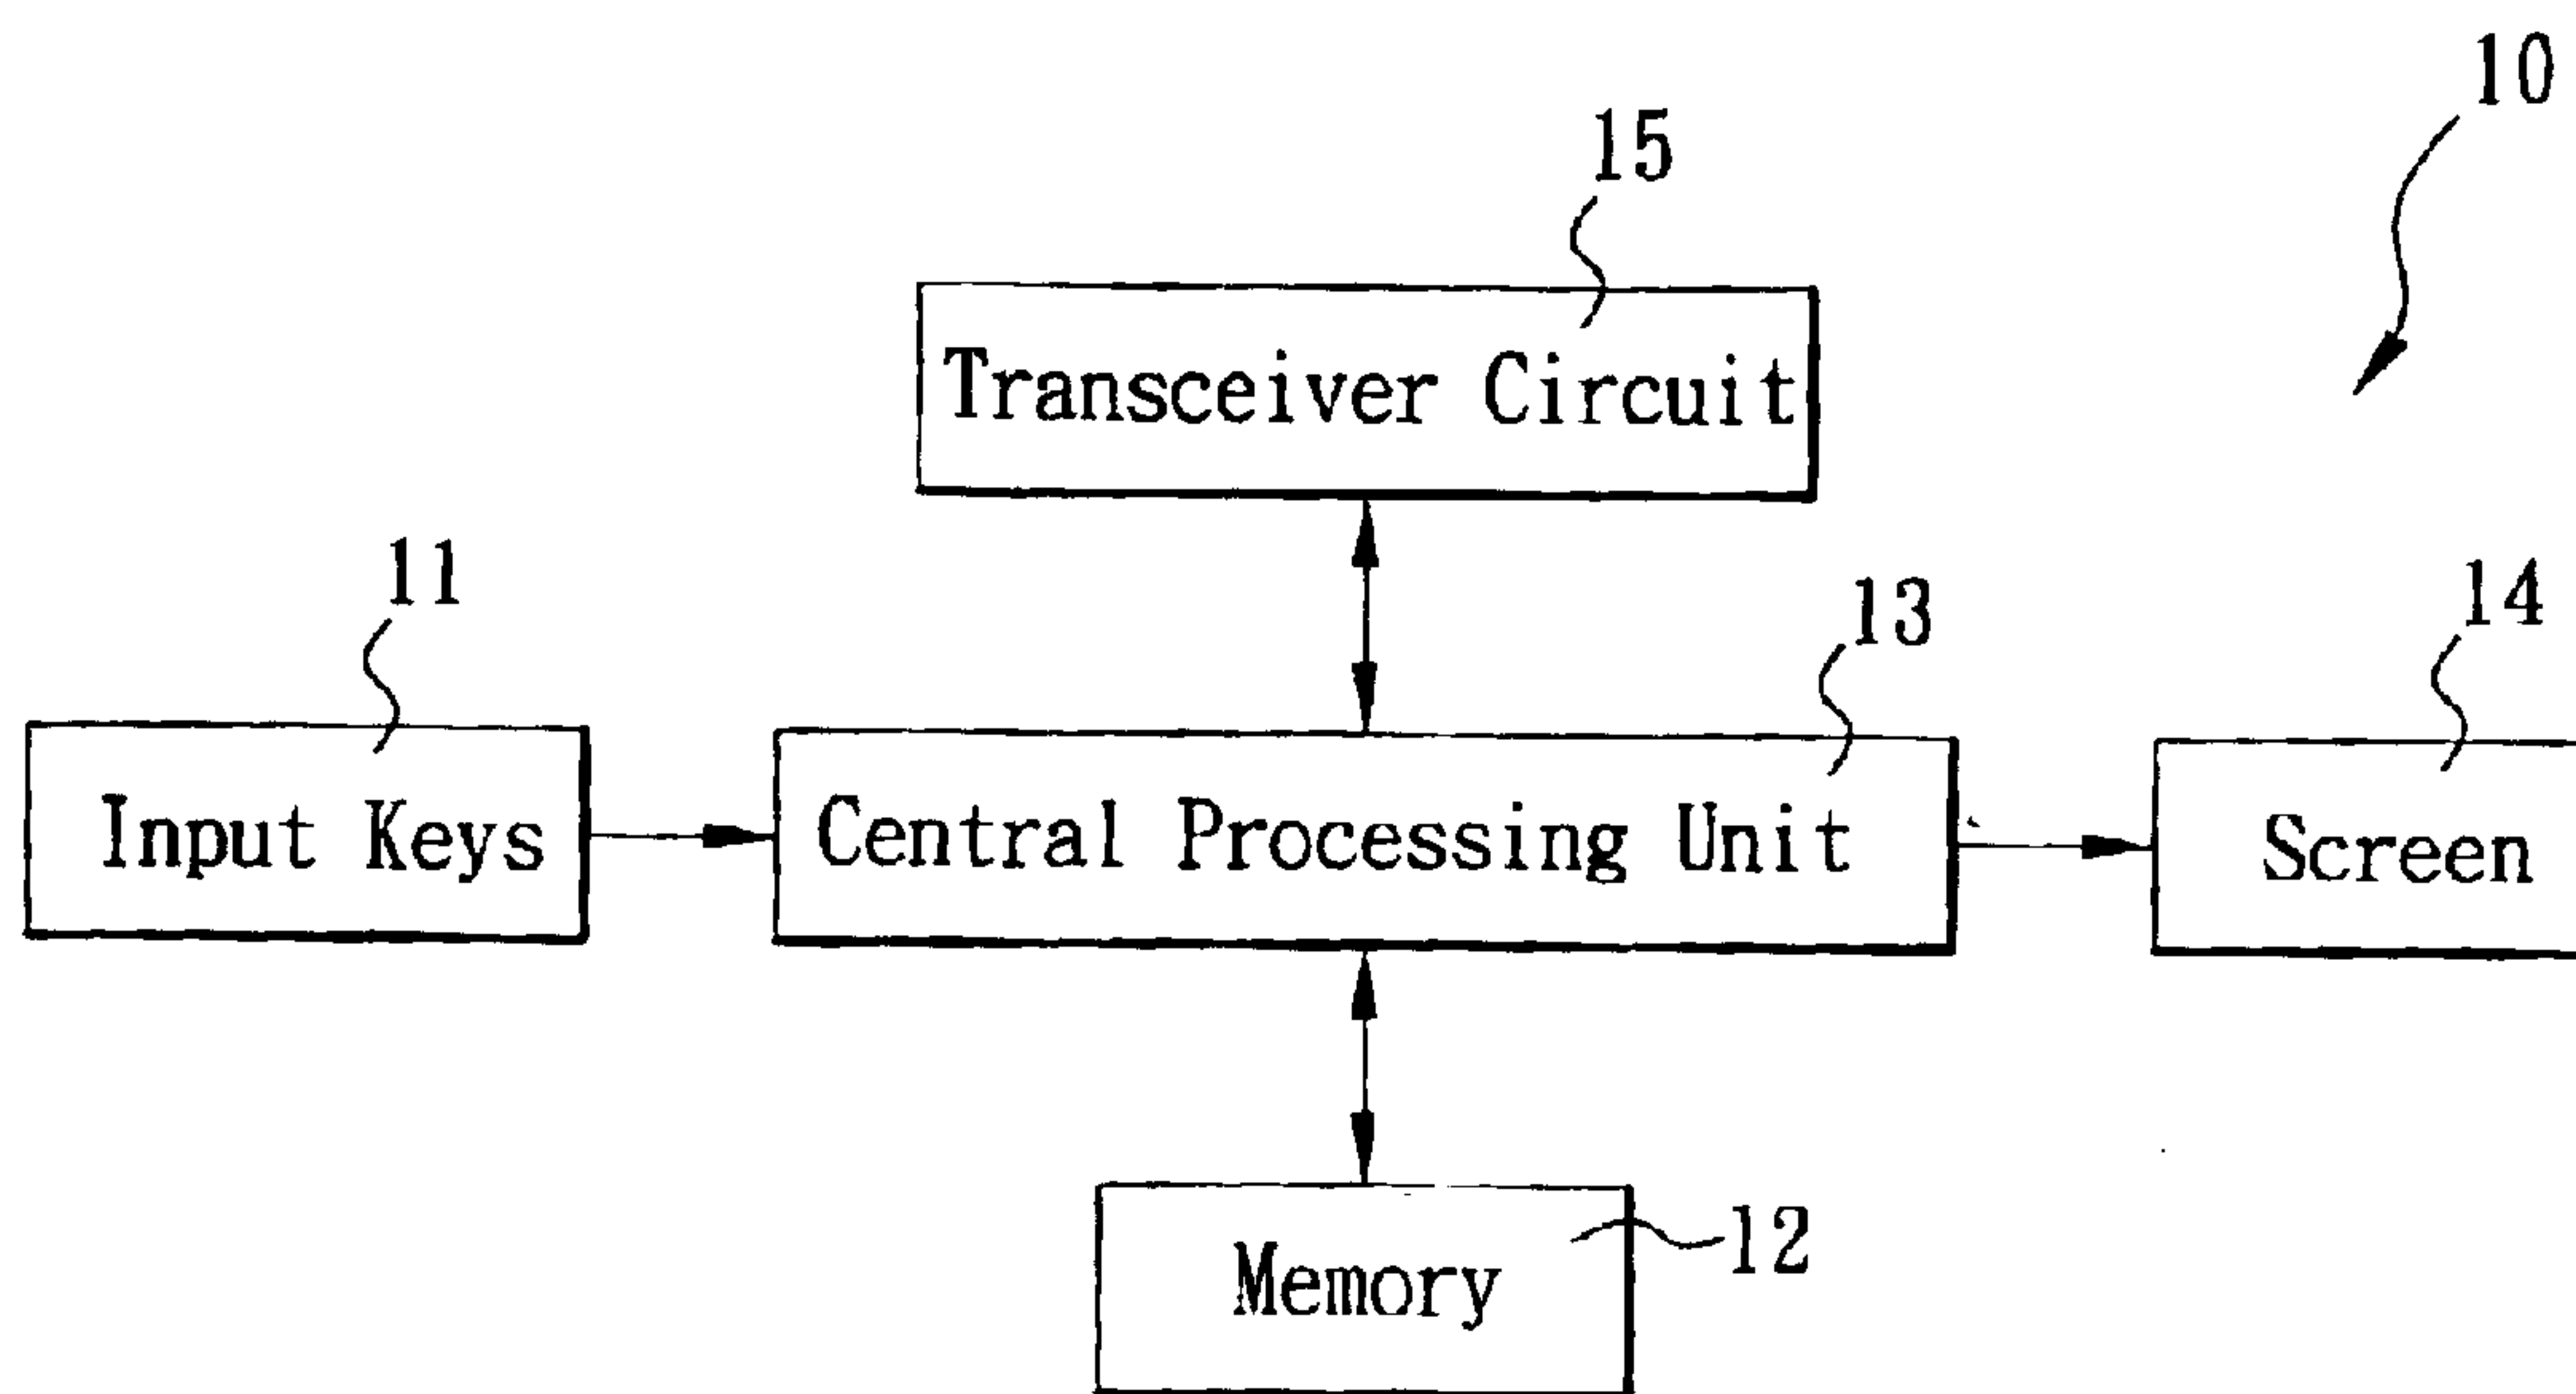 10
15
Transceiver Circuit
11
13
14
Input Keys
Central Processing Unit
Screen
12
Memory